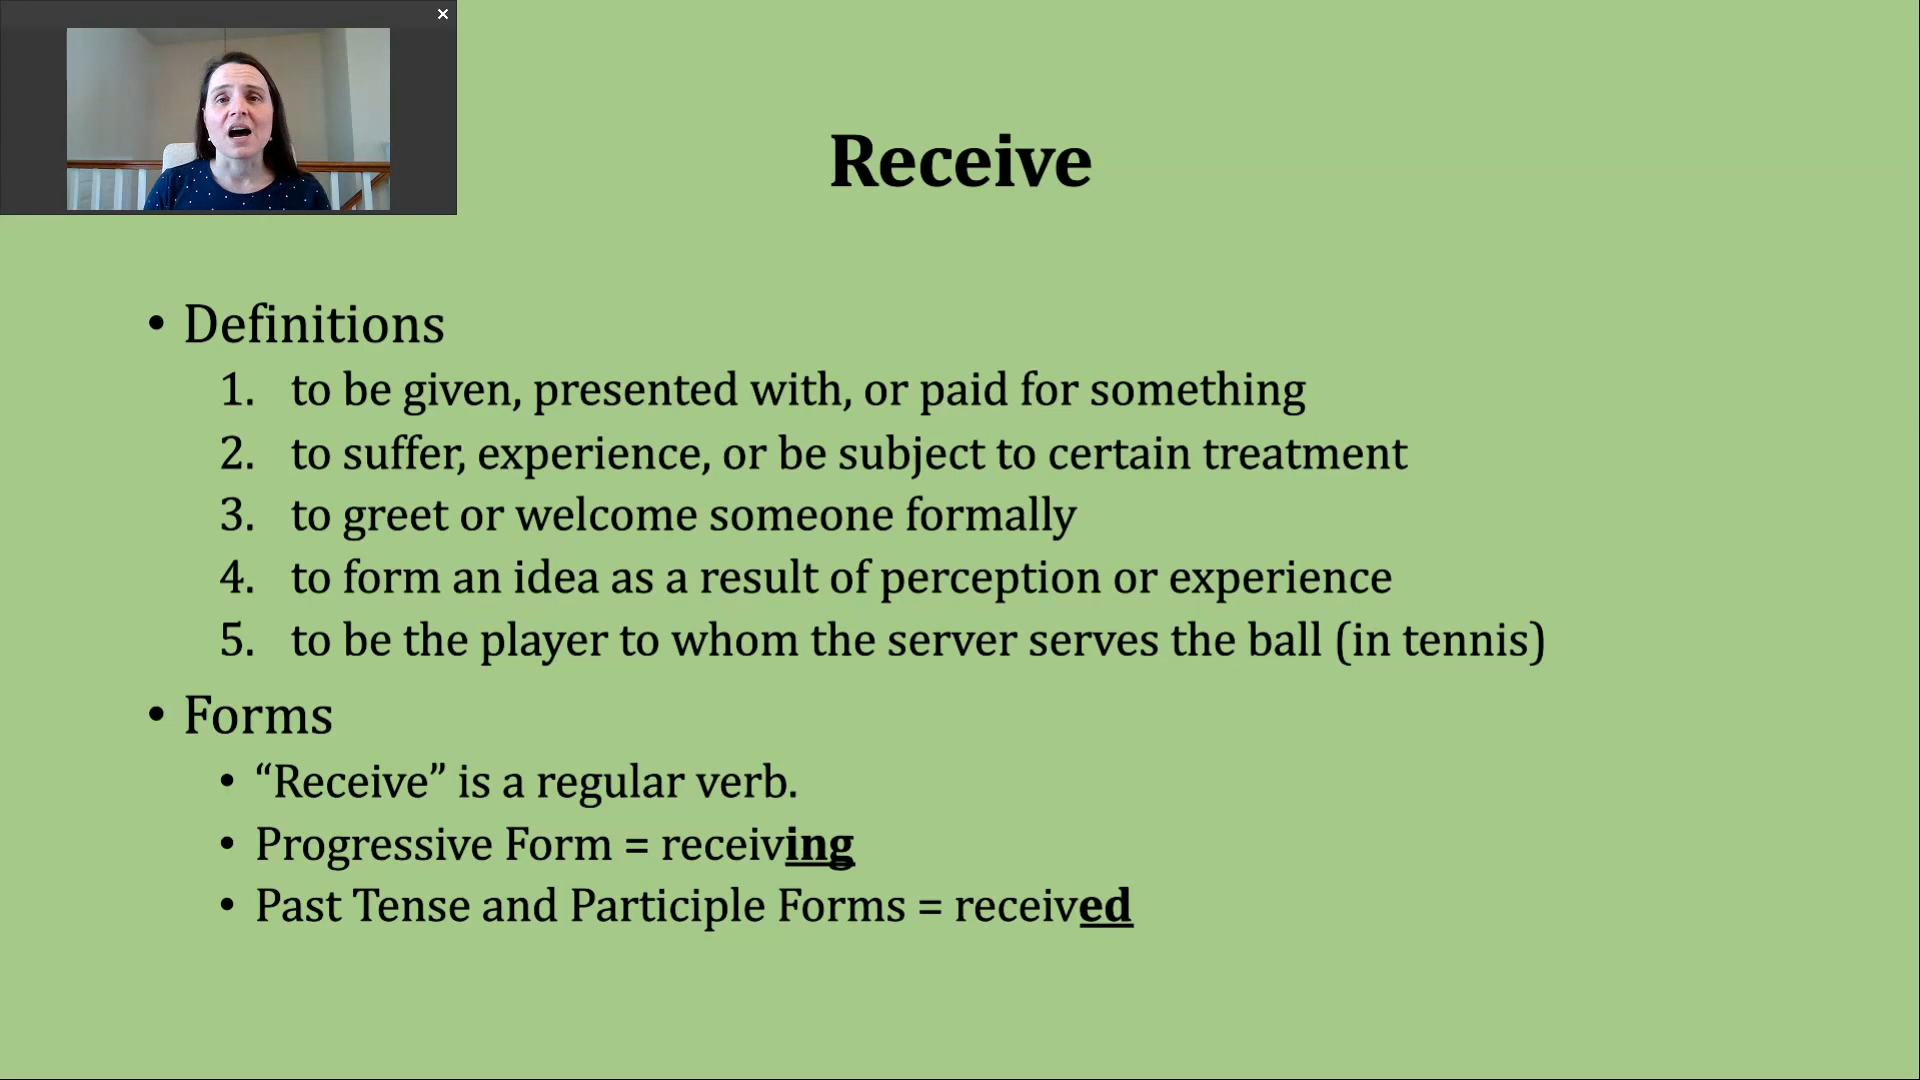 Receive
• Definitions
1. to be given, presented with, or paid for something
2. to suffer, experience, or be subject to certain treatment
3. to greet or welcome someone formally
4. to form an idea as a result of perception or experience
5. to be the player to whom the server serves the ball (in tennis)
• Forms
• “Receive” is a regular verb.
• Progressive Form = receiving
• Past Tense and Participle Forms = received